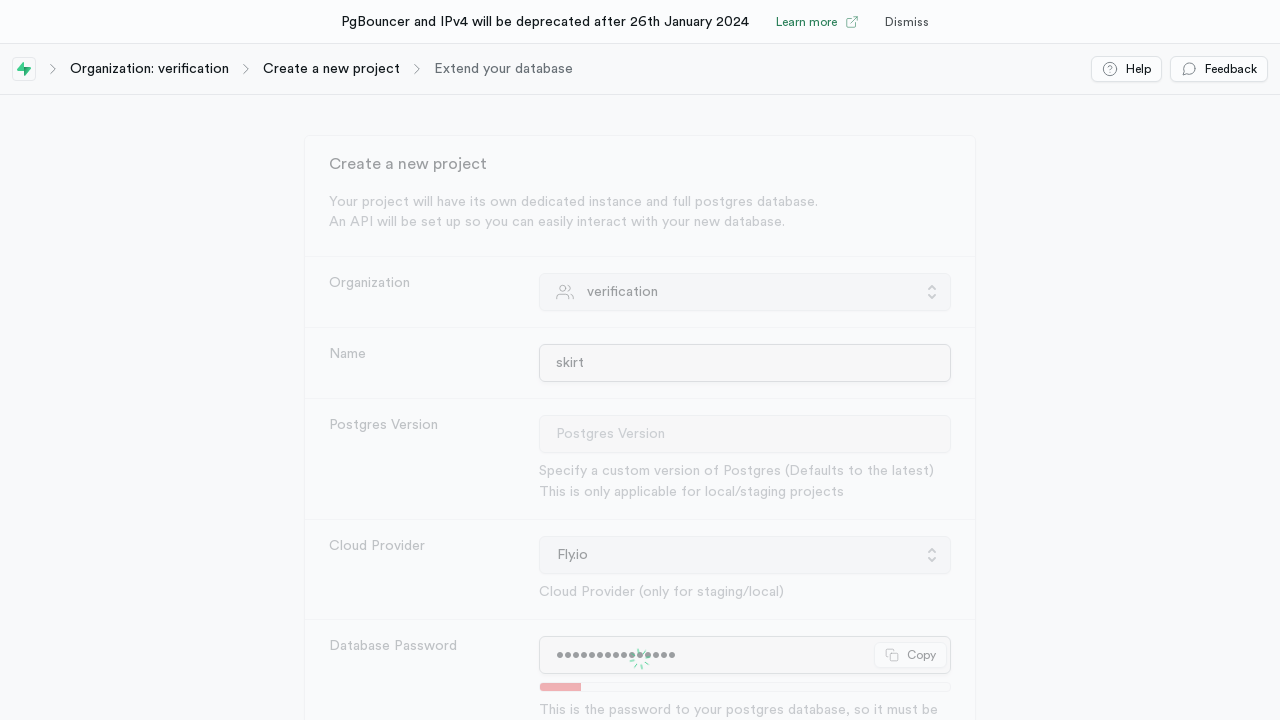 PgBouncer and IPv4 will be deprecated after 26th January 2024
Learn more
Dismiss
Organization: verification
Create a new project
Extend your database
Help
Feedback
Create a new project
Your project will have its own dedicated instance and full postgres database.
An API will be set up so you can easily interact with your new database.
Organization
verification
Name
skirt
Postgres Version
Postgres Version
Specify a custom version of Postgres (Defaults to the latest)
This is only applicable for local/staging projects
Cloud Provider
Fly.io
Cloud Provider (only for staging/local)
Database Password
•••••••••••••••
Copy
This is the password to your postgres database, so it must be